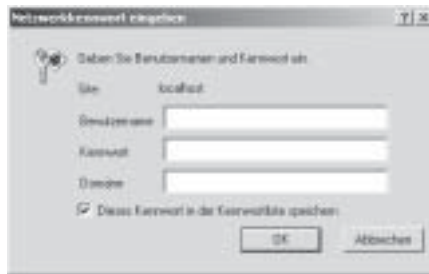 Netzwerkkennwort eingeben
Geben Sie Benutzernamen und Kennwort ein.
Site: localhost
Benutzername
Kennwort
Domäne
Dieses Kennwort in der Kennwortliste speichern
OK Abbrechen